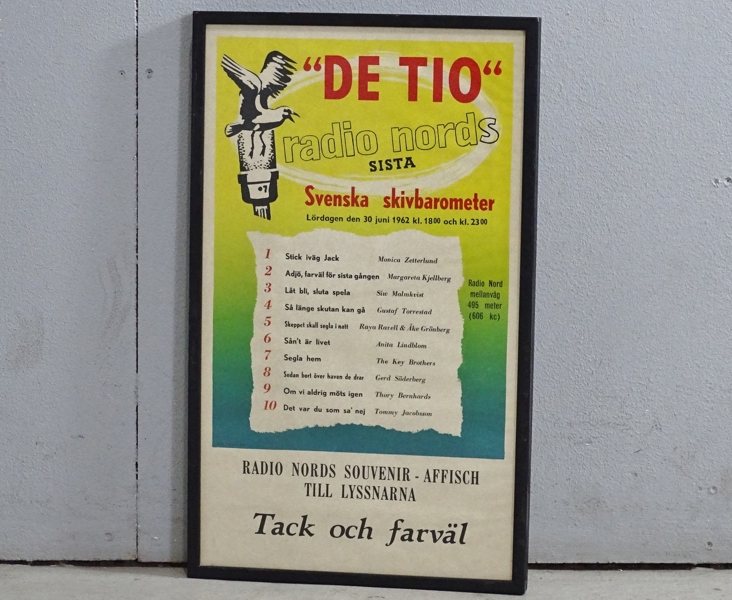 “DE TIO“
radio nords
SISTA
Svenska skivbarometer
Lördagen den 30 juni 1962 kl. 18 00 och kl. 23 00
1 Stick iväg Jack Monica Zetterlund
2 Adjö, farväl för sista gången Margareta Kjellberg
3 Låt bli, sluta spela Siw Malmkvist
4 Så länge skutan kan gå Gustaf Torrestad
5 Skeppet skall segla i natt Raya Ravell & Åke Grönberg
6 Sån't är livet Anita Lindblom
7 Segla hem The Key Brothers
8 Sedan bort över haven de drar Gerd Söderberg
9 Om vi aldrig möts igen Thory Bernhards
10 Det var du som sa' nej Tommy Jacobsson
Radio Nord
mellanvåg
495 meter
(606 kc)
RADIO NORDS SOUVENIR - AFFISCH
TILL LYSSNARNA
Tack och farväl